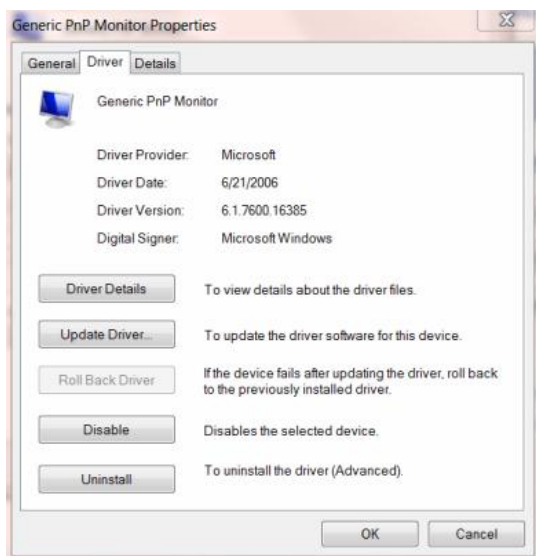 Generic PnP Monitor Properties
General Driver Details
Generic PnP Monitor
Driver Provider: Microsoft
Driver Date: 6/21/2006
Driver Version: 6.1.7600.16385
Digital Signer: Microsoft Windows
Driver Details To view details about the driver files.
Update Driver... To update the driver software for this device.
Roll Back Driver If the device fails after updating the driver, roll back
to the previously installed driver.
Disable Disables the selected device.
Uninstall To uninstall the driver (Advanced).
OK Cancel